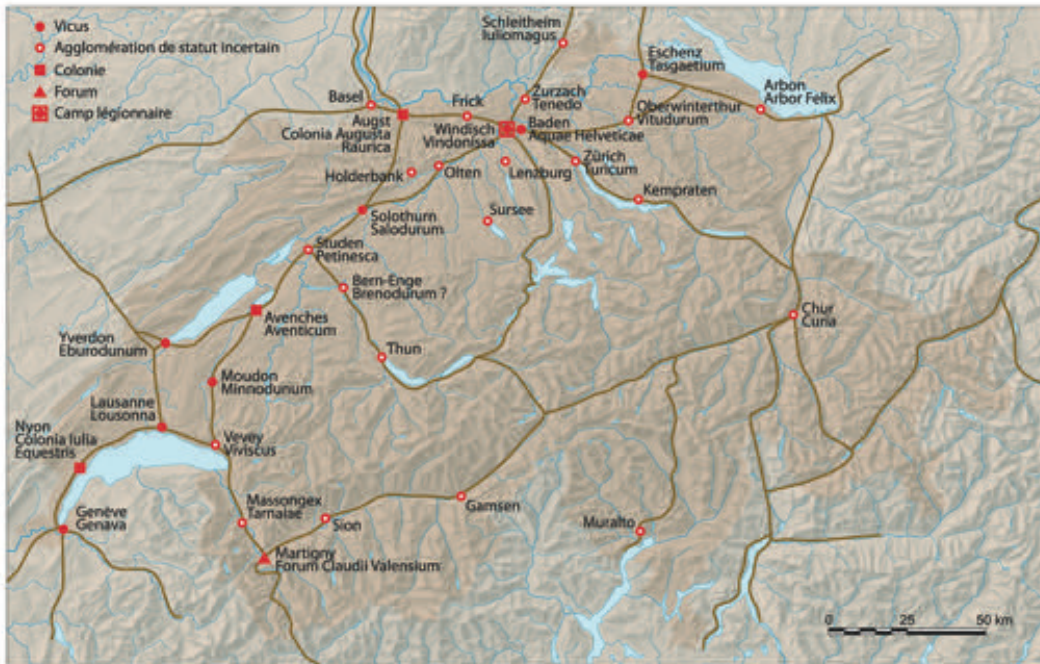 Vicus
Agglomération de statut incertain
Colonie
Forum
Camp légionnaire
Schleitheim
Iuliomagus
Eschenz
Tasgaetium
Arbon
Arbor Felix
Basel
Frick
Zurzach
Tenedo
Oberwinterthur
Vitudurum
Augst
Colonia Augusta
Raurica
Windisch
Vindonissa
Baden
Aquae Helveticae
Holderbank
Olten
Lenzburg
Zürich
Turicum
Kempraten
Sursee
Solothurn
Salodurum
Studen
Petinesca
Bern-Enge
Brenodurum ?
Avenches
Aventicum
Chur
Curia
Yverdon
Eburodunum
Thun
Moudon
Minnodunum
Lausanne
Lousonna
Nyon
Colonia Iulia
Equestris
Vevey
Viviscus
Genève
Genava
Massongex
Tarnaiae
Sion
Gamsen
Muralto
Martigny
Forum Claudii Valensium
0 25 50 km